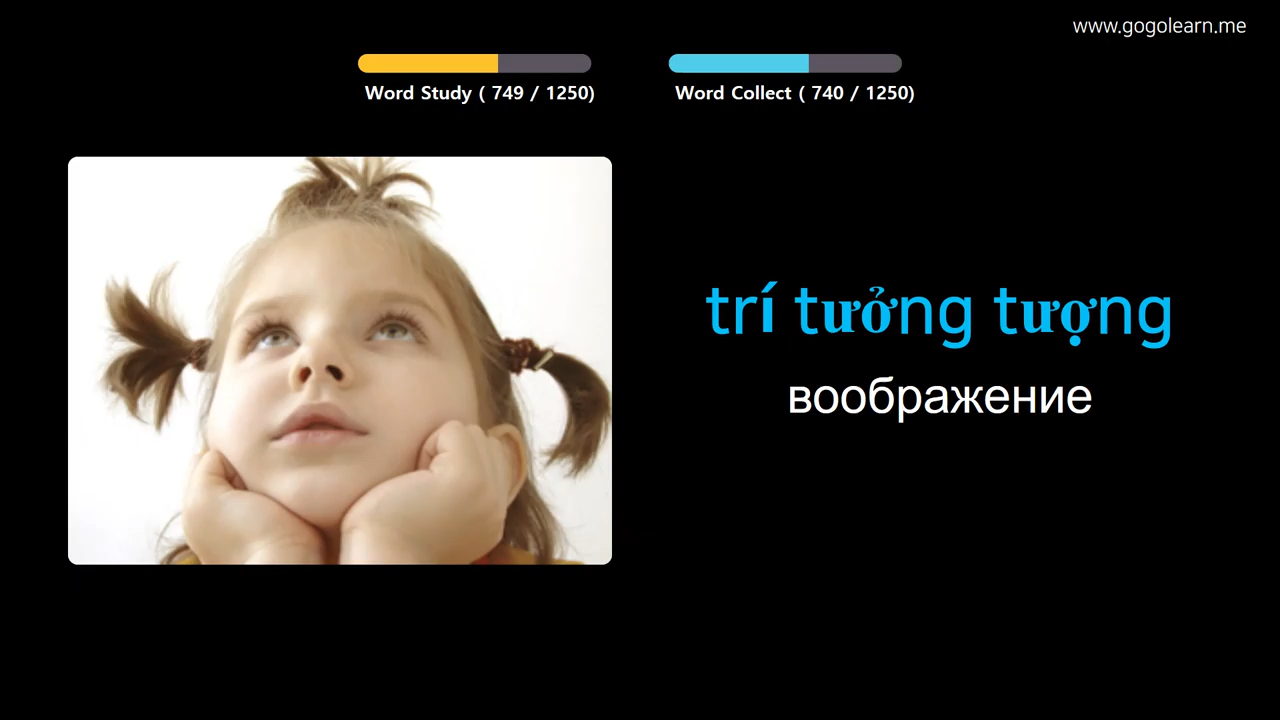 www.gogolearn.me
Word Study ( 749 / 1250)
Word Collect ( 740 / 1250)
trí tưởng tượng
воображение